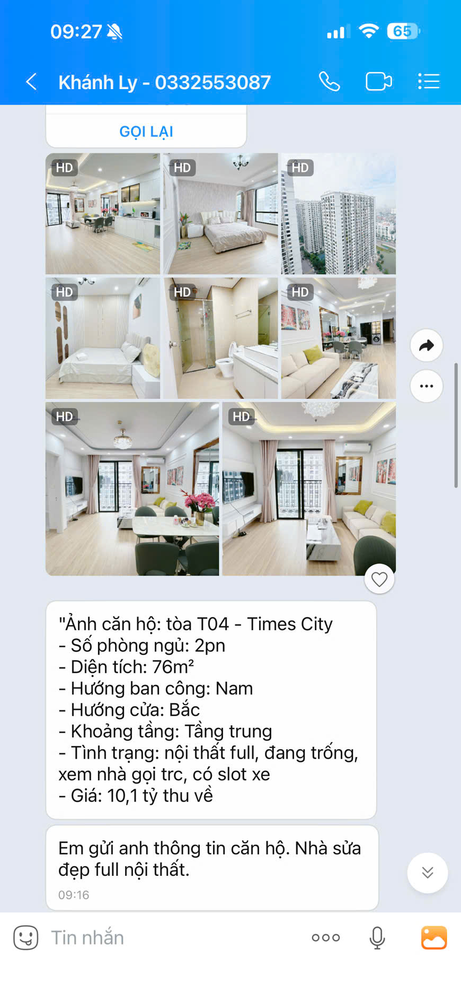 09:27
65
Khánh Ly - 0332553087
GỌI LẠI
HD HD HD
HD HD HD
HD HD
"Ảnh căn hộ: tòa T04 - Times City
- Số phòng ngủ: 2pn
- Diện tích: 76m²
- Hướng ban công: Nam
- Hướng cửa: Bắc
- Khoảng tầng: Tầng trung
- Tình trạng: nội thất full, đang trống,
xem nhà gọi trc, có slot xe
- Giá: 10,1 tỷ thu về
Em gửi anh thông tin căn hộ. Nhà sửa
đẹp full nội thất.
09:16
Tin nhắn